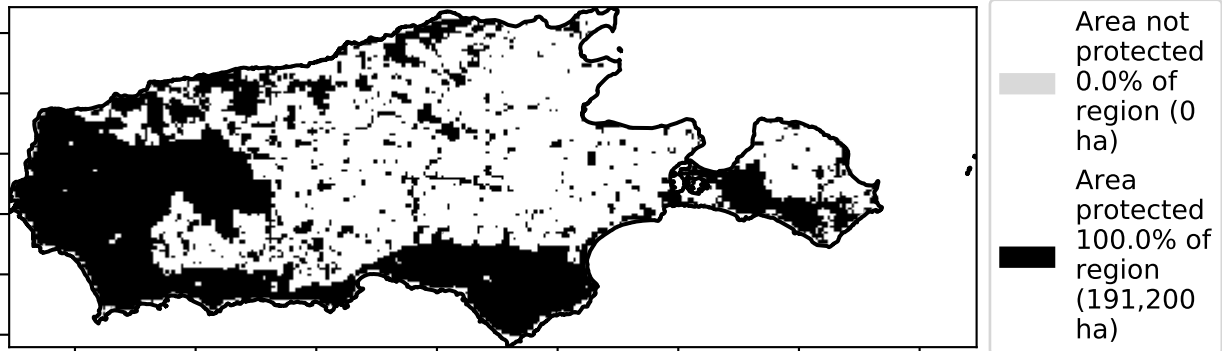 Area not
protected
0.0% of
region (0
ha)
Area
protected
100.0% of
region
(191,200
ha)